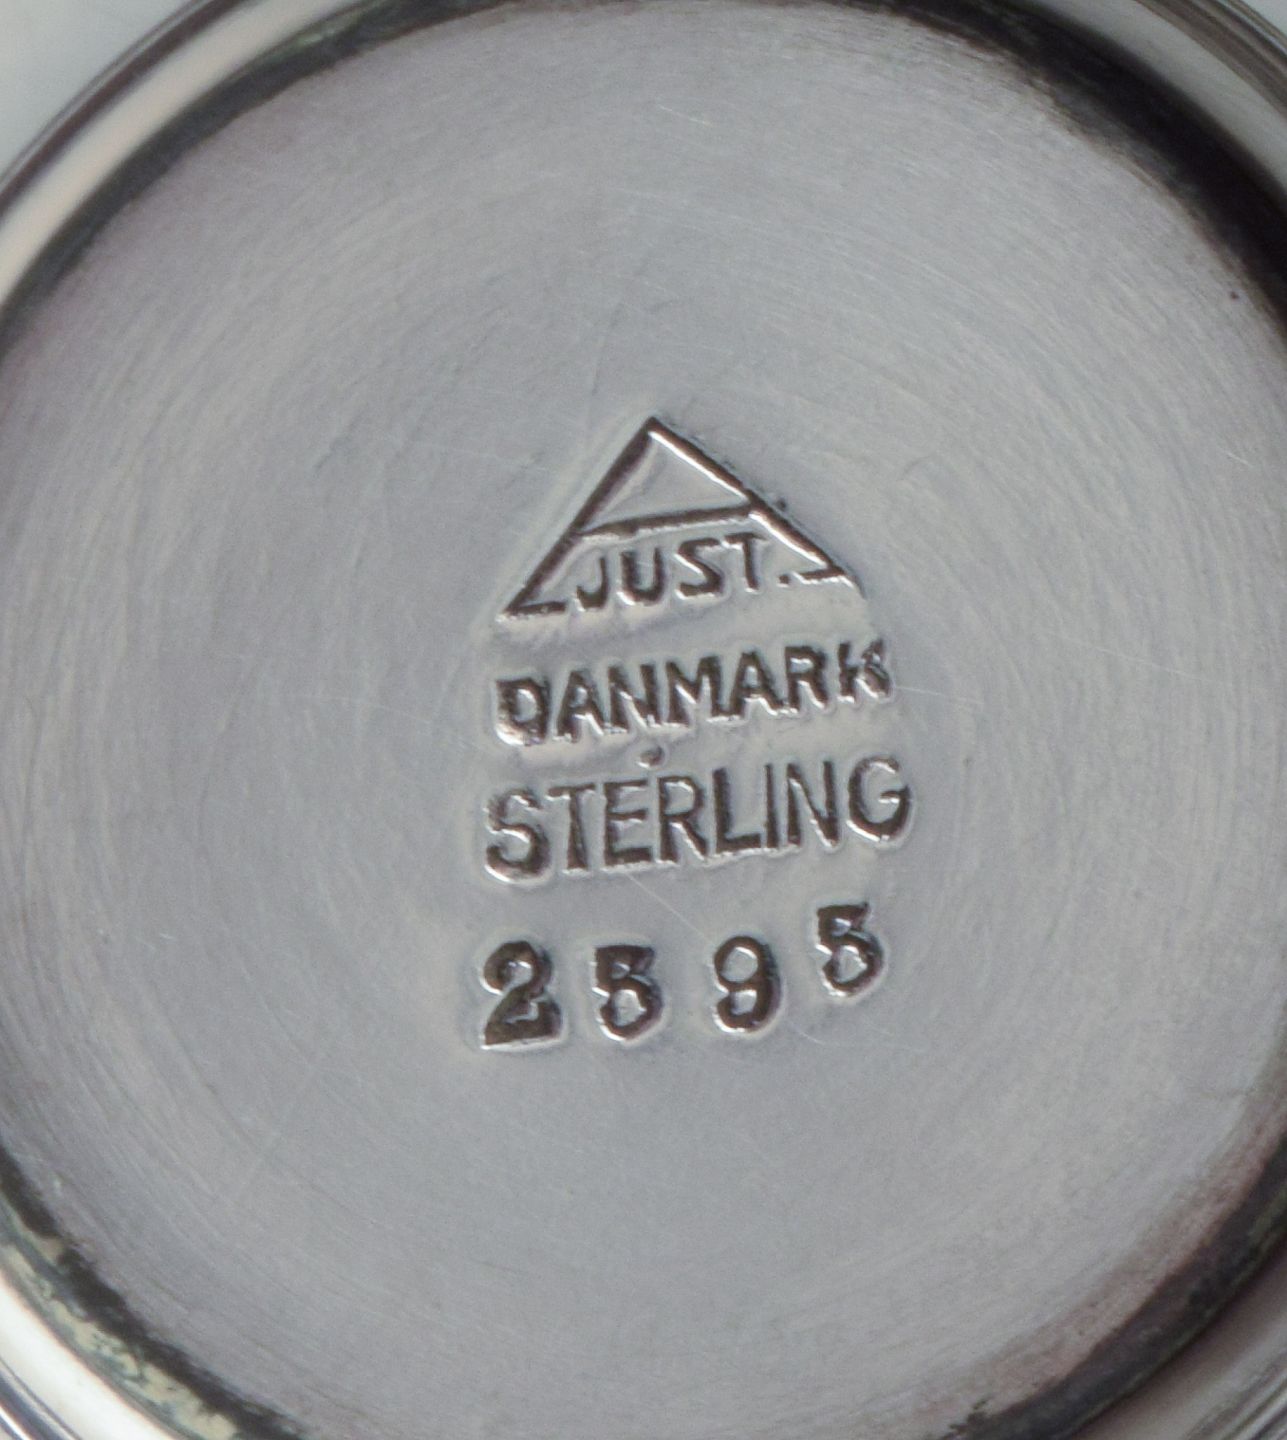 JUST.
DANMARK
STERLING
2595